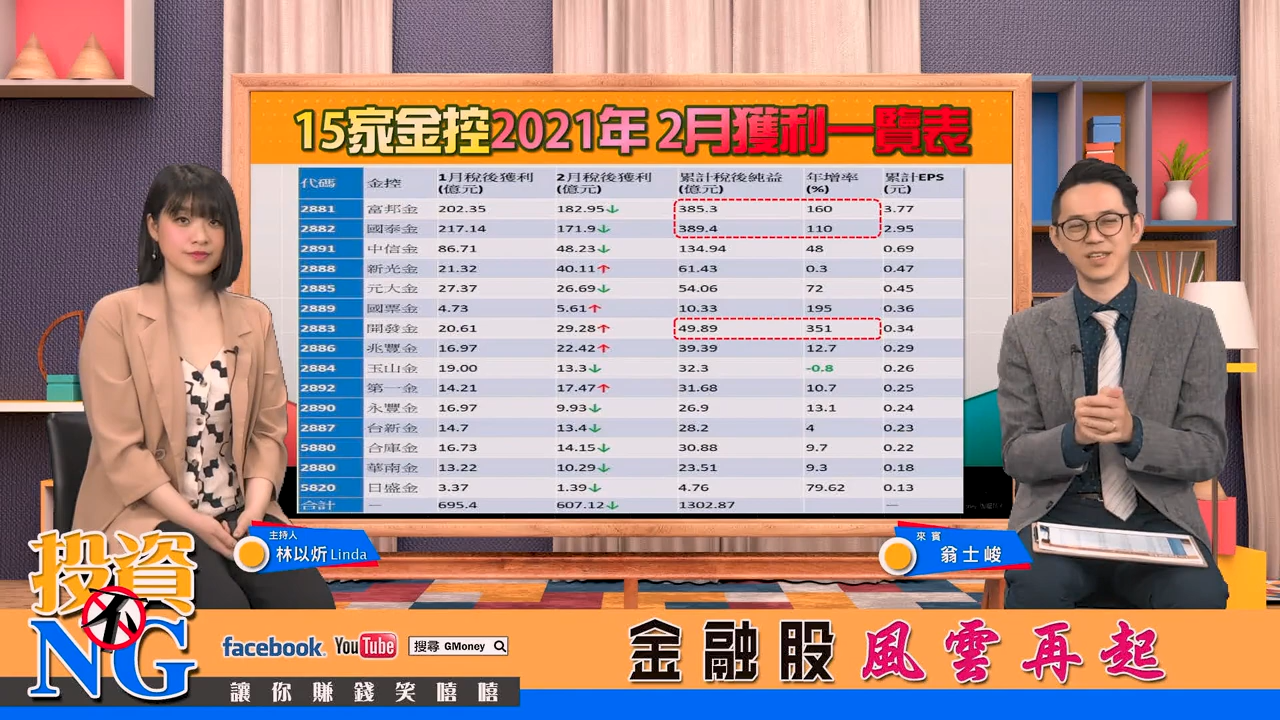 15家金控2021年 2月獲利一覽表
代碼 金控 1月稅後獲利(億元) 2月稅後獲利(億元) 累計稅後純益(億元) 年增率(%) 累計EPS(元)
2881 富邦金 202.35 182.95↓ 385.3 160 3.77
2882 國泰金 217.14 171.9↓ 389.4 110 2.95
2891 中信金 86.71 48.23↓ 134.94 48 0.69
2888 新光金 21.32 40.11↑ 61.43 0.3 0.47
2885 元大金 27.37 26.69↓ 54.06 72 0.45
2889 國票金 4.73 5.61↑ 10.33 195 0.36
2883 開發金 20.61 29.28↑ 49.89 351 0.34
2886 兆豐金 16.97 22.42↑ 39.39 12.7 0.29
2884 玉山金 19.00 13.3↓ 32.3 -0.8 0.26
2892 第一金 14.21 17.47↑ 31.68 10.7 0.25
2890 永豐金 16.97 9.93↓ 26.9 13.1 0.24
2887 台新金 14.7 13.4↓ 28.2 4 0.23
5880 合庫金 16.73 14.15↓ 30.88 9.7 0.22
2880 華南金 13.22 10.29↓ 23.51 9.3 0.18
5820 日盛金 3.37 1.39↓ 4.76 79.62 0.13
合計 — 695.4 607.12↓ 1302.87 —
主持人
林以炘 Linda
來賓
翁士峻
投資
不
NG
facebook. YouTube 搜尋 GMoney
金融股風雲再起
讓你賺錢笑嘻嘻